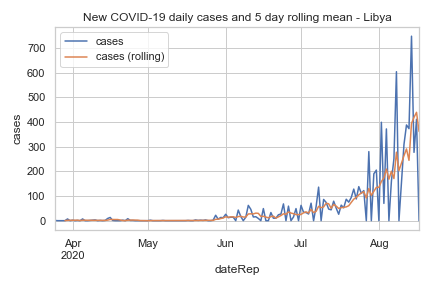 New COVID-19 daily cases and 5 day rolling mean - Libya
cases
cases (rolling)
700
600
500
400
300
200
100
0
cases
Apr
2020
May
Jun
Jul
Aug
dateRep